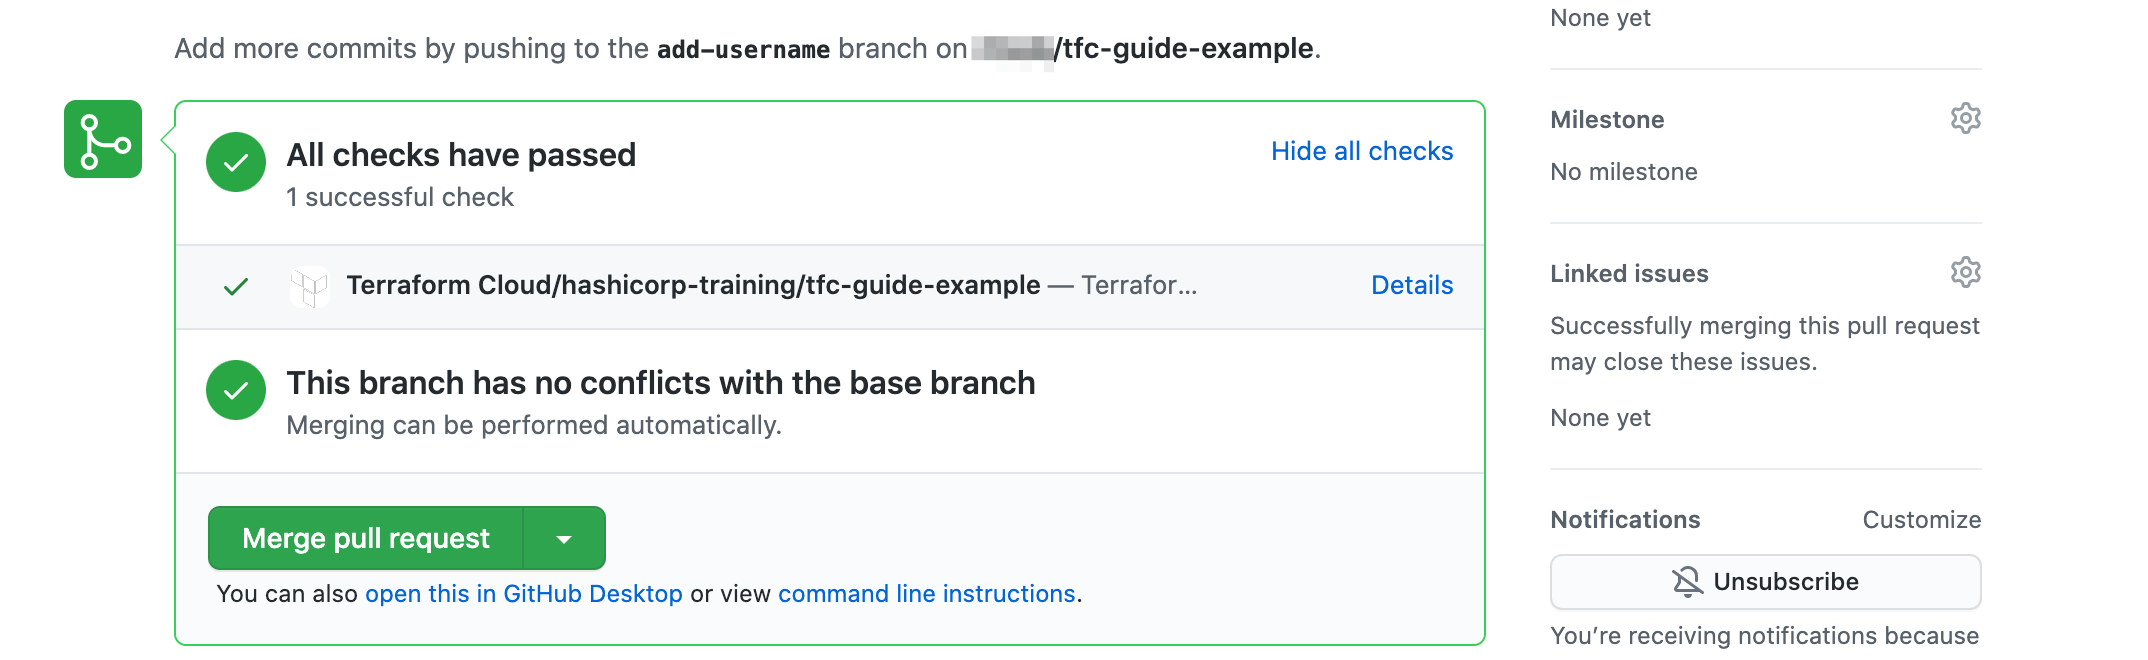 Add more commits by pushing to the add-username branch on /tfc-guide-example.
All checks have passed
Hide all checks
1 successful check
Terraform Cloud/hashicorp-training/tfc-guide-example — Terrafor...
Details
This branch has no conflicts with the base branch
Merging can be performed automatically.
Merge pull request
You can also open this in GitHub Desktop or view command line instructions.
None yet
Milestone
No milestone
Linked issues
Successfully merging this pull request
may close these issues.
None yet
Notifications
Customize
Unsubscribe
You’re receiving notifications because